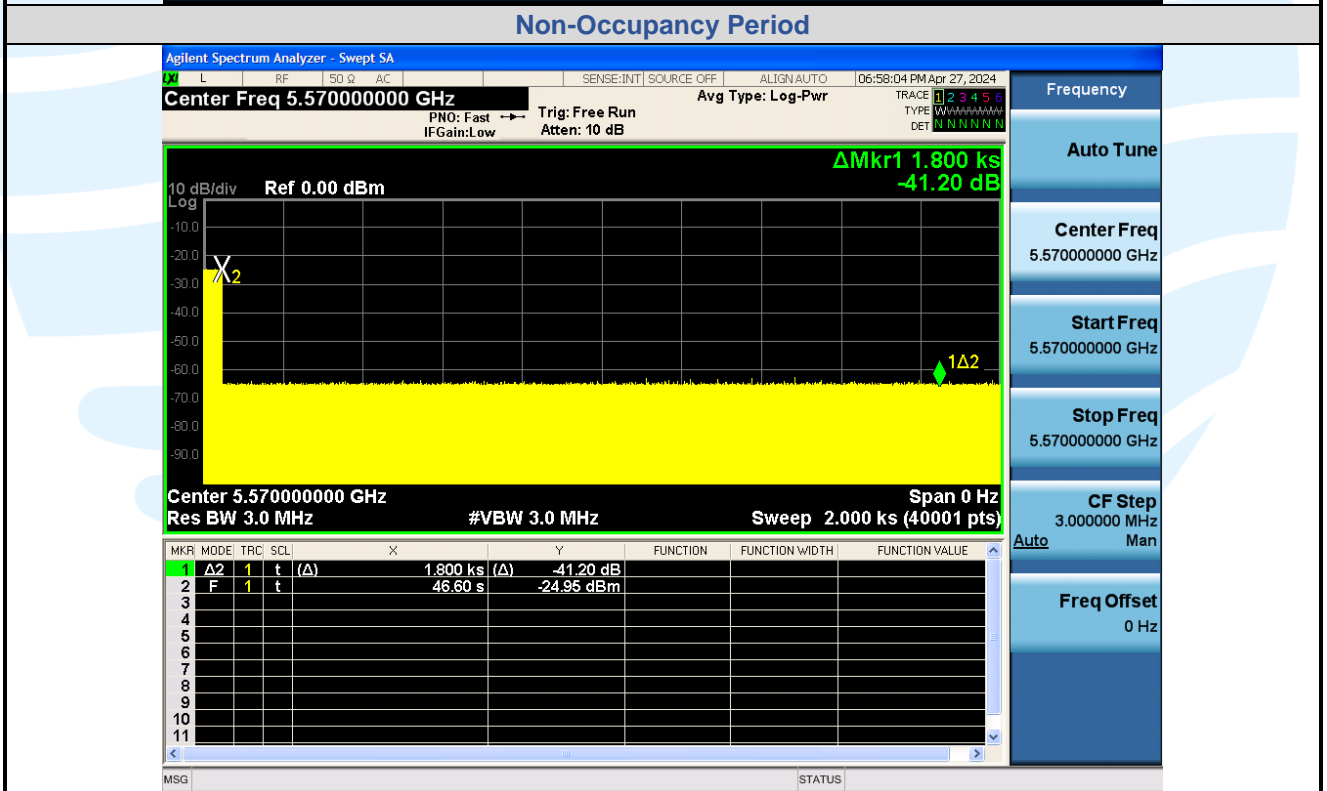 Non-Occupancy Period
Agilent Spectrum Analyzer - Swept SA
LXI L RF 50 Ω AC SENSE:INT SOURCE OFF ALIGN AUTO 06:58:04 PM Apr 27, 2024
Center Freq 5.570000000 GHz
PNO: Fast
IFGain:Low
Trig: Free Run
Atten: 10 dB
Avg Type: Log-Pwr
TRACE 1 2 3 4 5 6
TYPE WWWWWW
DET N N N N N N
ΔMkr1 1.800 ks
-41.20 dB
10 dB/div Ref 0.00 dBm
Log
-10.0
-20.0
-30.0
-40.0
-50.0
-60.0
-70.0
-80.0
-90.0
X2
1Δ2
Center 5.570000000 GHz Span 0 Hz
Res BW 3.0 MHz #VBW 3.0 MHz Sweep 2.000 ks (40001 pts)
MKR MODE TRC SCL X Y FUNCTION FUNCTION WIDTH FUNCTION VALUE
1 Δ2 1 t (Δ) 1.800 ks (Δ) -41.20 dB
2 F 1 t 46.60 s -24.95 dBm
3
4
5
6
7
8
9
10
11
MSG STATUS
Frequency
Auto Tune
Center Freq
5.570000000 GHz
Start Freq
5.570000000 GHz
Stop Freq
5.570000000 GHz
CF Step
3.000000 MHz
Auto Man
Freq Offset
0 Hz